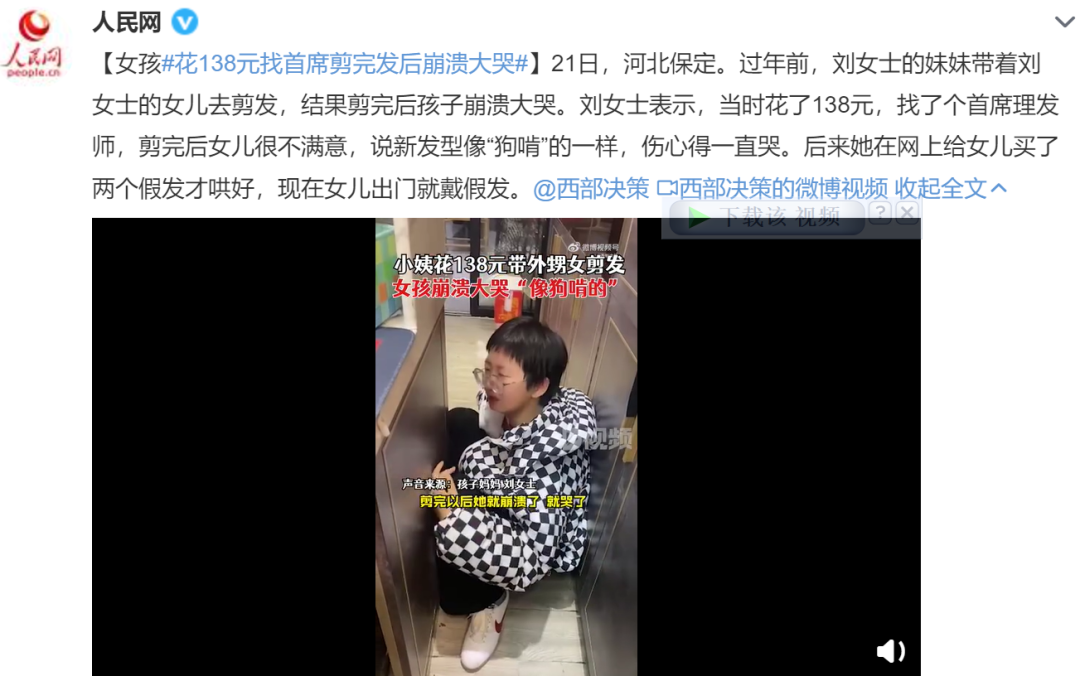 人民网
人民网
people.cn
【女孩#花138元找首席剪完发后崩溃大哭#】21日，河北保定。过年前，刘女士的妹妹带着刘
女士的女儿去剪发，结果剪完后孩子崩溃大哭。刘女士表示，当时花了138元，找了个首席理发
师，剪完后女儿很不满意，说新发型像“狗啃”的一样，伤心得一直哭。后来她在网上给女儿买了
两个假发才哄好，现在女儿出门就戴假发。@西部决策 西部决策的微博视频 收起全文
下载该 视频 ?
微博视频号
小姨花138元带外甥女剪发
女孩崩溃大哭“像狗啃的”
视频
声音来源：孩子妈妈刘女士
剪完以后她就崩溃了 就哭了